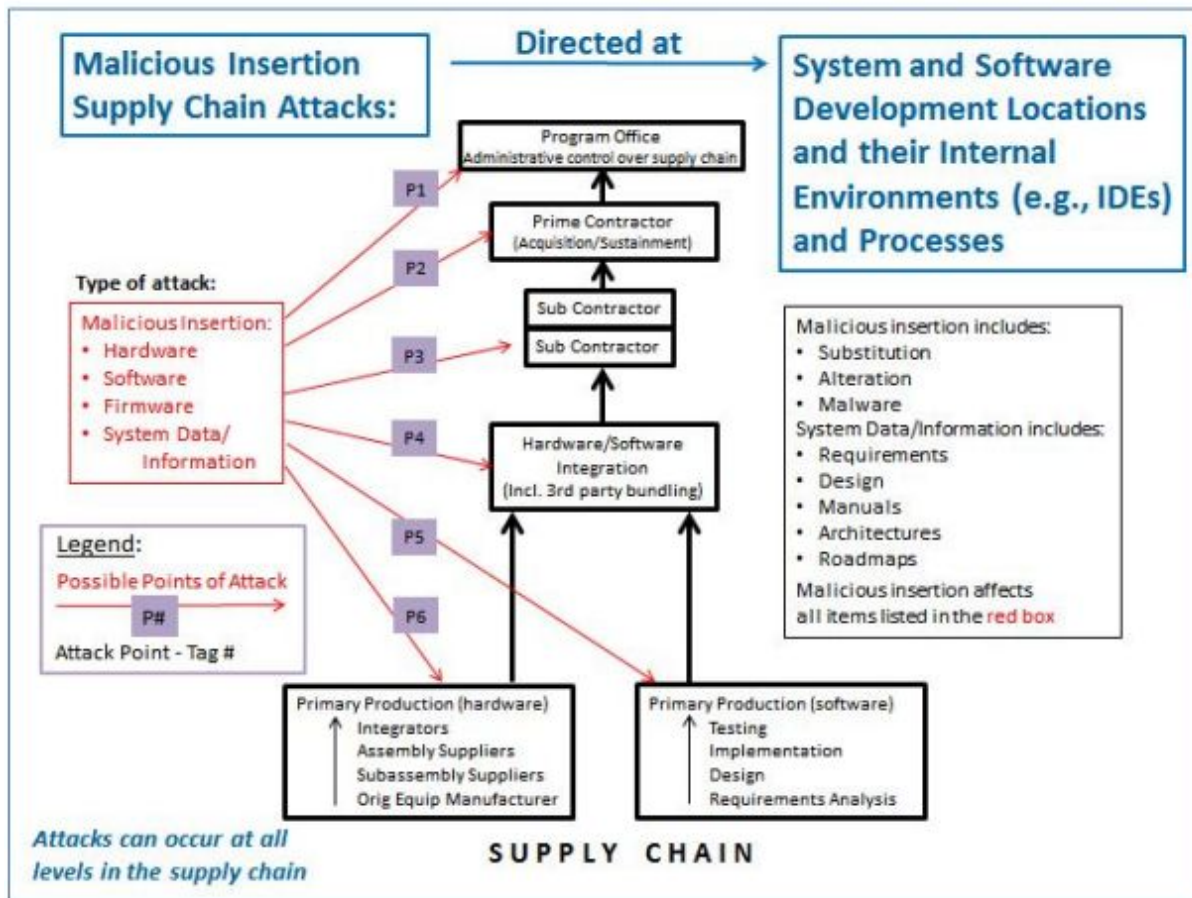 Malicious Insertion
Supply Chain Attacks:
Directed at
System and Software
Development Locations
and their Internal
Environments (e.g., IDEs)
and Processes
Program Office
Administrative control over supply chain
P1
Prime Contractor
(Acquisition/Sustainment)
P2
Type of attack:
Malicious Insertion:
• Hardware
• Software
• Firmware
• System Data/
Information
Sub Contractor
Sub Contractor
P3
P4
Hardware/Software
Integration
(Incl. 3rd party bundling)
P5
P6
Malicious insertion includes:
• Substitution
• Alteration
• Malware
System Data/Information includes:
• Requirements
• Design
• Manuals
• Architectures
• Roadmaps
Malicious insertion affects
all items listed in the red box
Legend:
Possible Points of Attack
P#
Attack Point - Tag #
Primary Production (hardware)
Integrators
Assembly Suppliers
Subassembly Suppliers
Orig Equip Manufacturer
Primary Production (software)
Testing
Implementation
Design
Requirements Analysis
Attacks can occur at all
levels in the supply chain
SUPPLY CHAIN